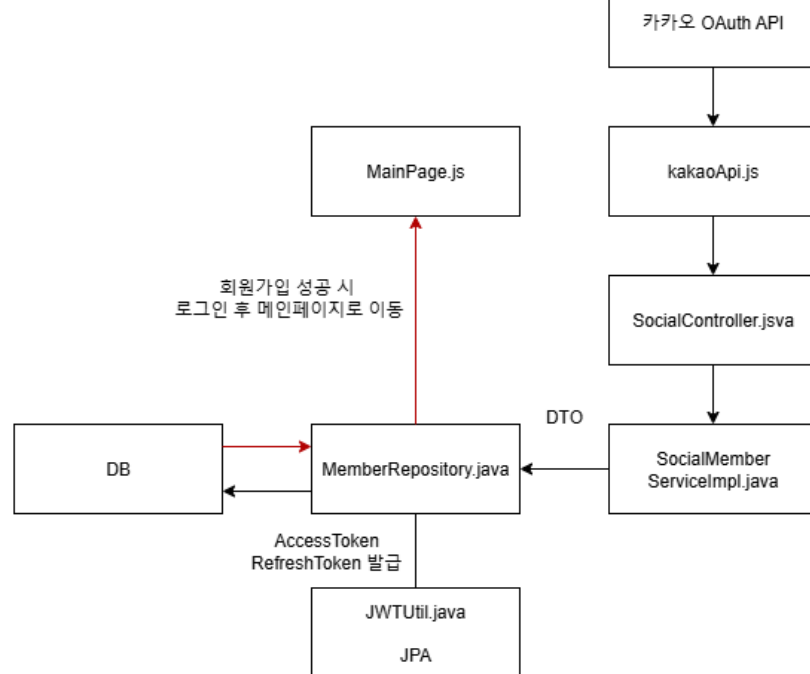 카카오 OAuth API
MainPage.js
kakaoApi.js
회원가입 성공 시
로그인 후 메인페이지로 이동
SocialController.jsva
DTO
DB
MemberRepository.java
SocialMember
ServiceImpl.java
AccessToken
RefreshToken 발급
JWTUtil.java
JPA